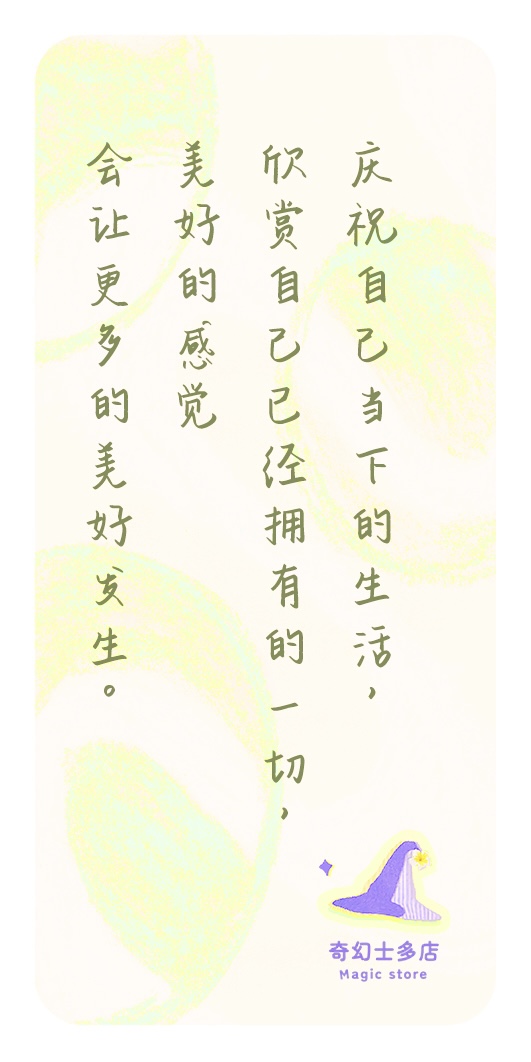 庆祝自己当下的生活，
欣赏自己已经拥有的一切，
美好的感觉
会让更多的美好发生。
奇幻士多店
Magic store